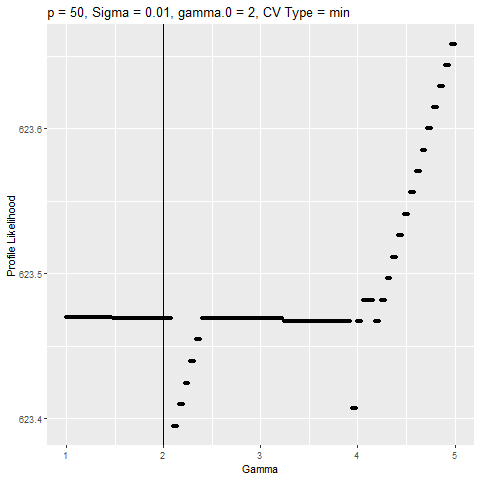 p = 50, Sigma = 0.01, gamma.0 = 2, CV Type = min
Profile Likelihood
623.6
623.5
623.4
1 2 3 4 5
Gamma